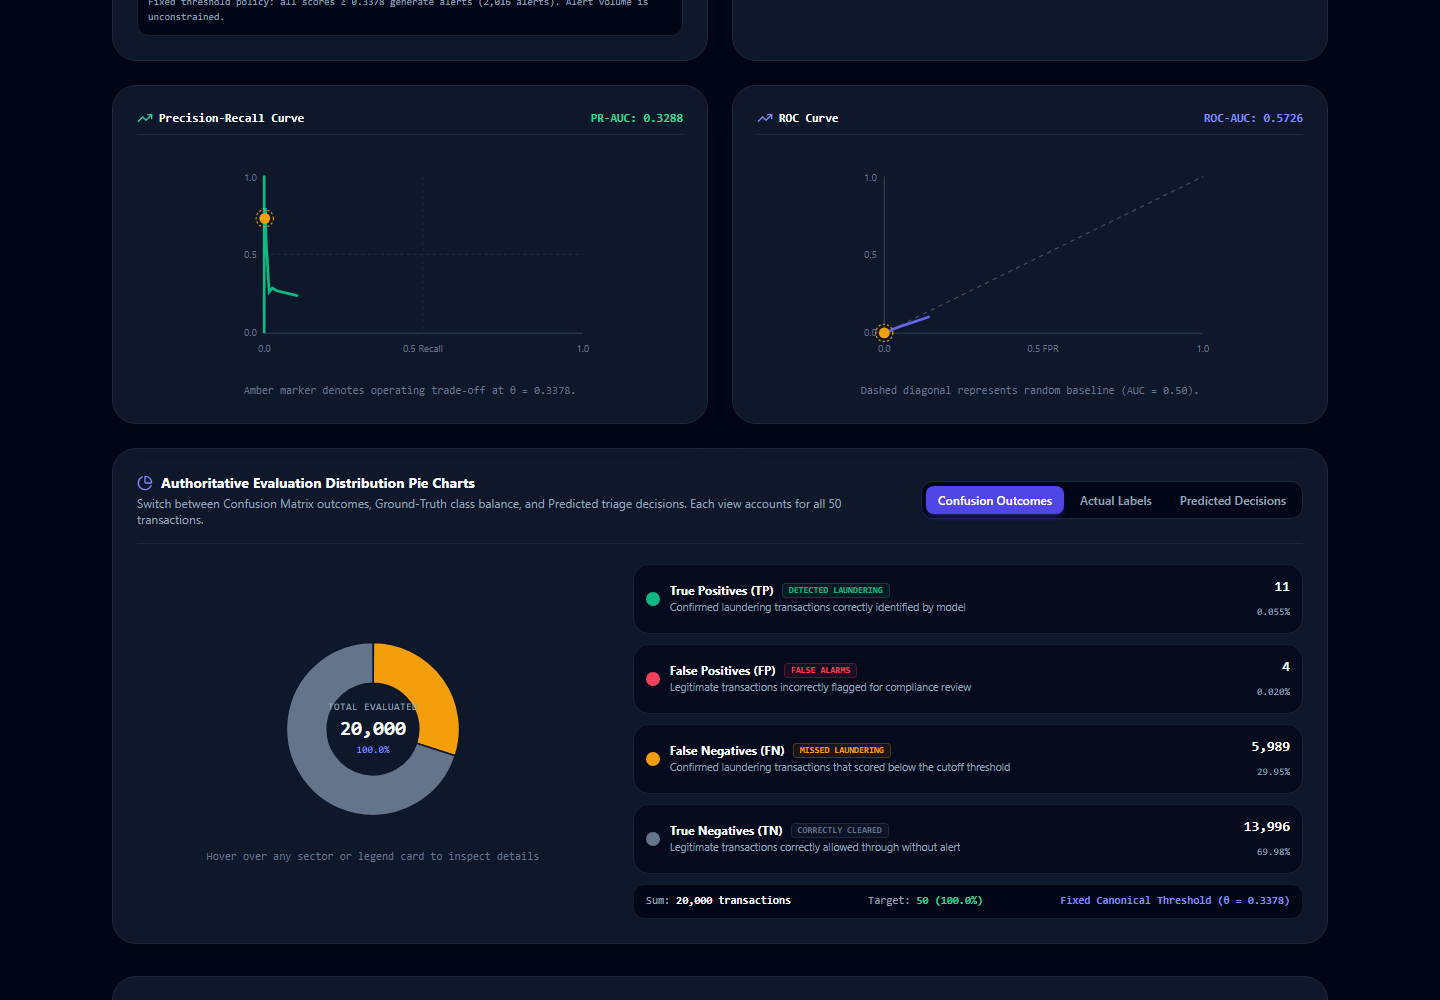 Fixed threshold policy: all scores ≥ 0.3378 generate alerts (2,016 alerts). Alert volume is
unconstrained.
Precision-Recall Curve
PR-AUC: 0.3288
1.0
0.5
0.0
0.0
0.5 Recall
1.0
Amber marker denotes operating trade-off at θ = 0.3378.
ROC Curve
ROC-AUC: 0.5726
1.0
0.5
0.0
0.0
0.5 FPR
1.0
Dashed diagonal represents random baseline (AUC = 0.50).
Authoritative Evaluation Distribution Pie Charts
Switch between Confusion Matrix outcomes, Ground-Truth class balance, and Predicted triage decisions. Each view accounts for all 50
transactions.
Confusion Outcomes
Actual Labels
Predicted Decisions
TOTAL EVALUATED
20,000
100.0%
Hover over any sector or legend card to inspect details
True Positives (TP) DETECTED LAUNDERING
Confirmed laundering transactions correctly identified by model
11
0.055%
False Positives (FP) FALSE ALARMS
Legitimate transactions incorrectly flagged for compliance review
4
0.020%
False Negatives (FN) MISSED LAUNDERING
Confirmed laundering transactions that scored below the cutoff threshold
5,989
29.95%
True Negatives (TN) CORRECTLY CLEARED
Legitimate transactions correctly allowed through without alert
13,996
69.98%
Sum: 20,000 transactions
Target: 50 (100.0%)
Fixed Canonical Threshold (θ = 0.3378)